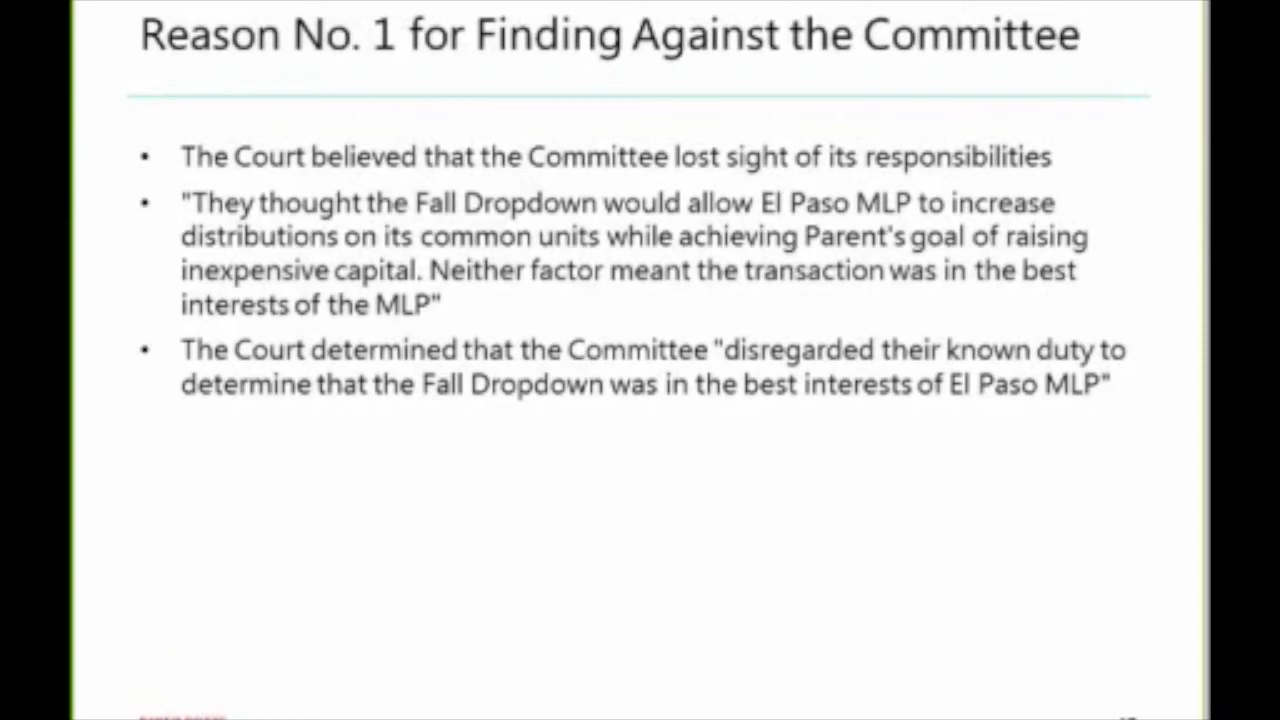 Reason No. 1 for Finding Against the Committee
• The Court believed that the Committee lost sight of its responsibilities
• "They thought the Fall Dropdown would allow El Paso MLP to increase
distributions on its common units while achieving Parent's goal of raising
inexpensive capital. Neither factor meant the transaction was in the best
interests of the MLP"
• The Court determined that the Committee "disregarded their known duty to
determine that the Fall Dropdown was in the best interests of El Paso MLP"